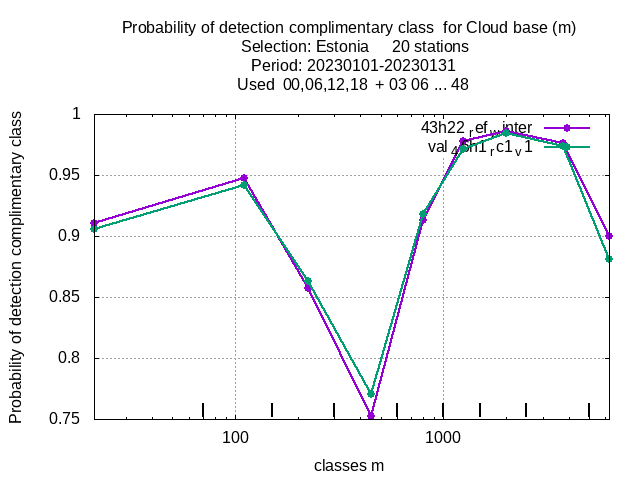 Probability of detection complimentary class for Cloud base (m)
Selection: Estonia 20 stations
Period: 20230101-20230131
Used 00,06,12,18 + 03 06 ... 48
Probability of detection complimentary class
1
0.95
0.9
0.85
0.8
0.75
43h22_ref_winter
val_46h1_rc1_v1
100
1000
classes m